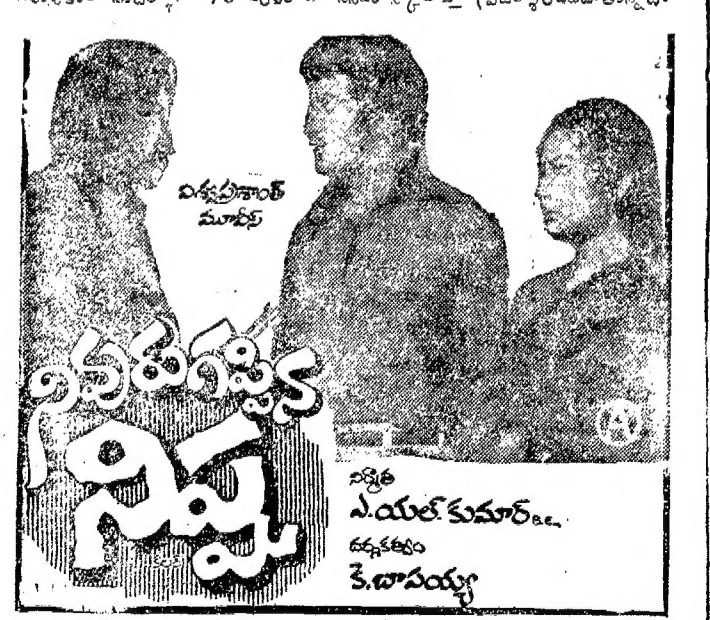 విశ్వప్రశాంత్
మూవీస్
నివురుగప్పిన
నిప్పు
A
నిర్మాత
ఎ.యల్.కుమార్
దర్శకత్వం
కె.బాపయ్య